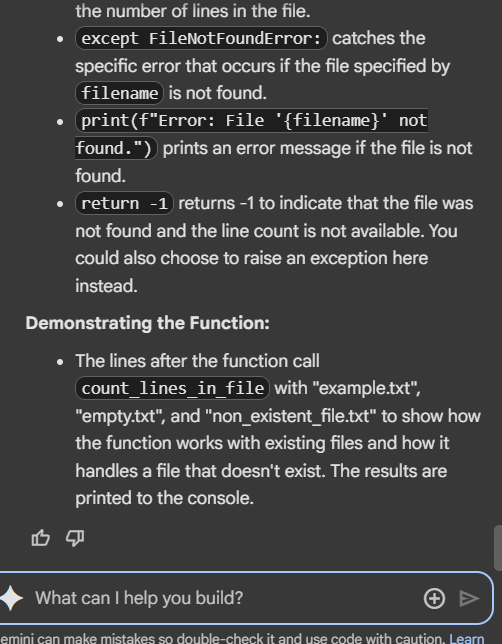 the number of lines in the file.
• except FileNotFoundError: catches the
specific error that occurs if the file specified by
filename is not found.
• print(f"Error: File '{filename}' not
found.") prints an error message if the file is not
found.
• return -1 returns -1 to indicate that the file was
not found and the line count is not available. You
could also choose to raise an exception here
instead.
Demonstrating the Function:
• The lines after the function call
count_lines_in_file with "example.txt",
"empty.txt", and "non_existent_file.txt" to show how
the function works with existing files and how it
handles a file that doesn't exist. The results are
printed to the console.
What can I help you build?
emini can make mistakes so double-check it and use code with caution. Learn